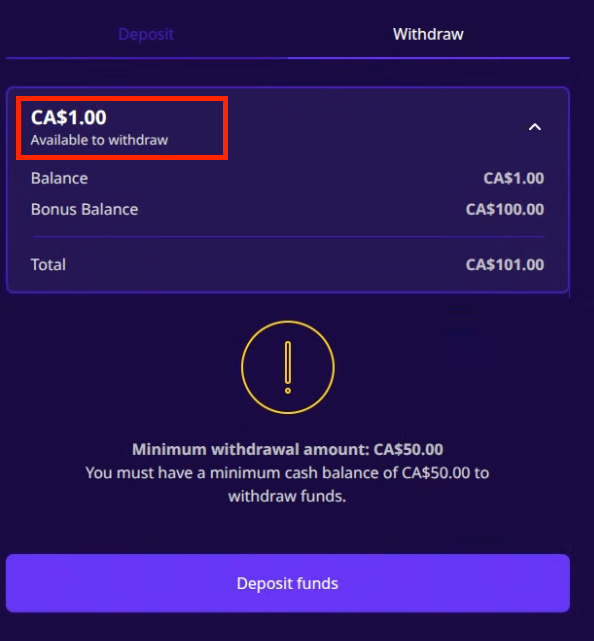 Deposit Withdraw
CA$1.00
Available to withdraw
Balance CA$1.00
Bonus Balance CA$100.00
Total CA$101.00
Minimum withdrawal amount: CA$50.00
You must have a minimum cash balance of CA$50.00 to
withdraw funds.
Deposit funds